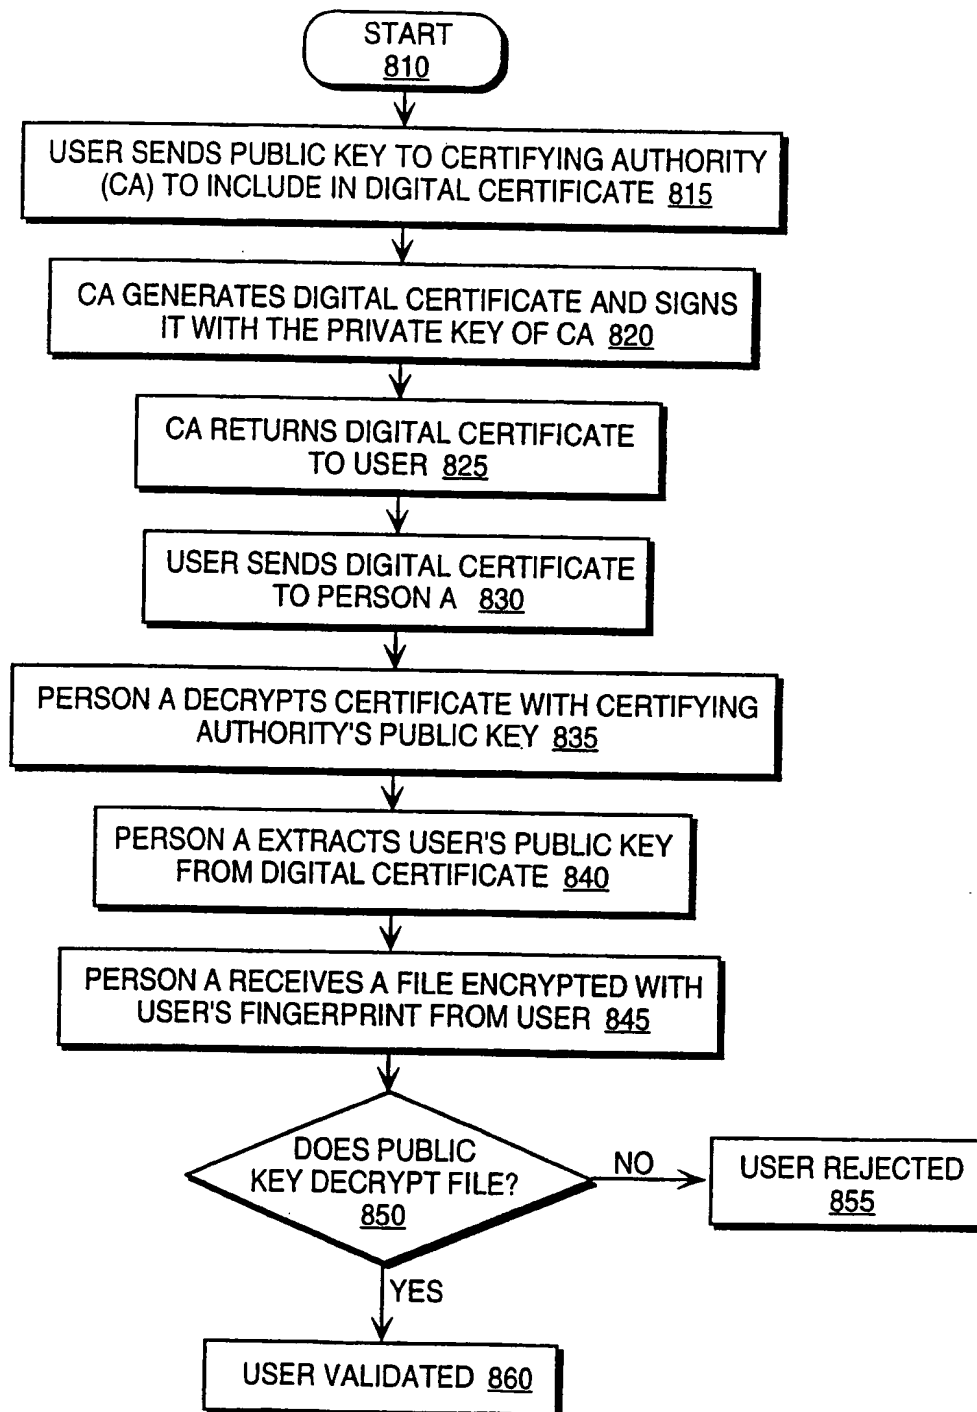 START
810
USER SENDS PUBLIC KEY TO CERTIFYING AUTHORITY
(CA) TO INCLUDE IN DIGITAL CERTIFICATE 815
CA GENERATES DIGITAL CERTIFICATE AND SIGNS
IT WITH THE PRIVATE KEY OF CA 820
CA RETURNS DIGITAL CERTIFICATE
TO USER 825
USER SENDS DIGITAL CERTIFICATE
TO PERSON A 830
PERSON A DECRYPTS CERTIFICATE WITH CERTIFYING
AUTHORITY'S PUBLIC KEY 835
PERSON A EXTRACTS USER'S PUBLIC KEY
FROM DIGITAL CERTIFICATE 840
PERSON A RECEIVES A FILE ENCRYPTED WITH
USER'S FINGERPRINT FROM USER 845
DOES PUBLIC
KEY DECRYPT FILE?
850
NO
USER REJECTED
855
YES
USER VALIDATED 860